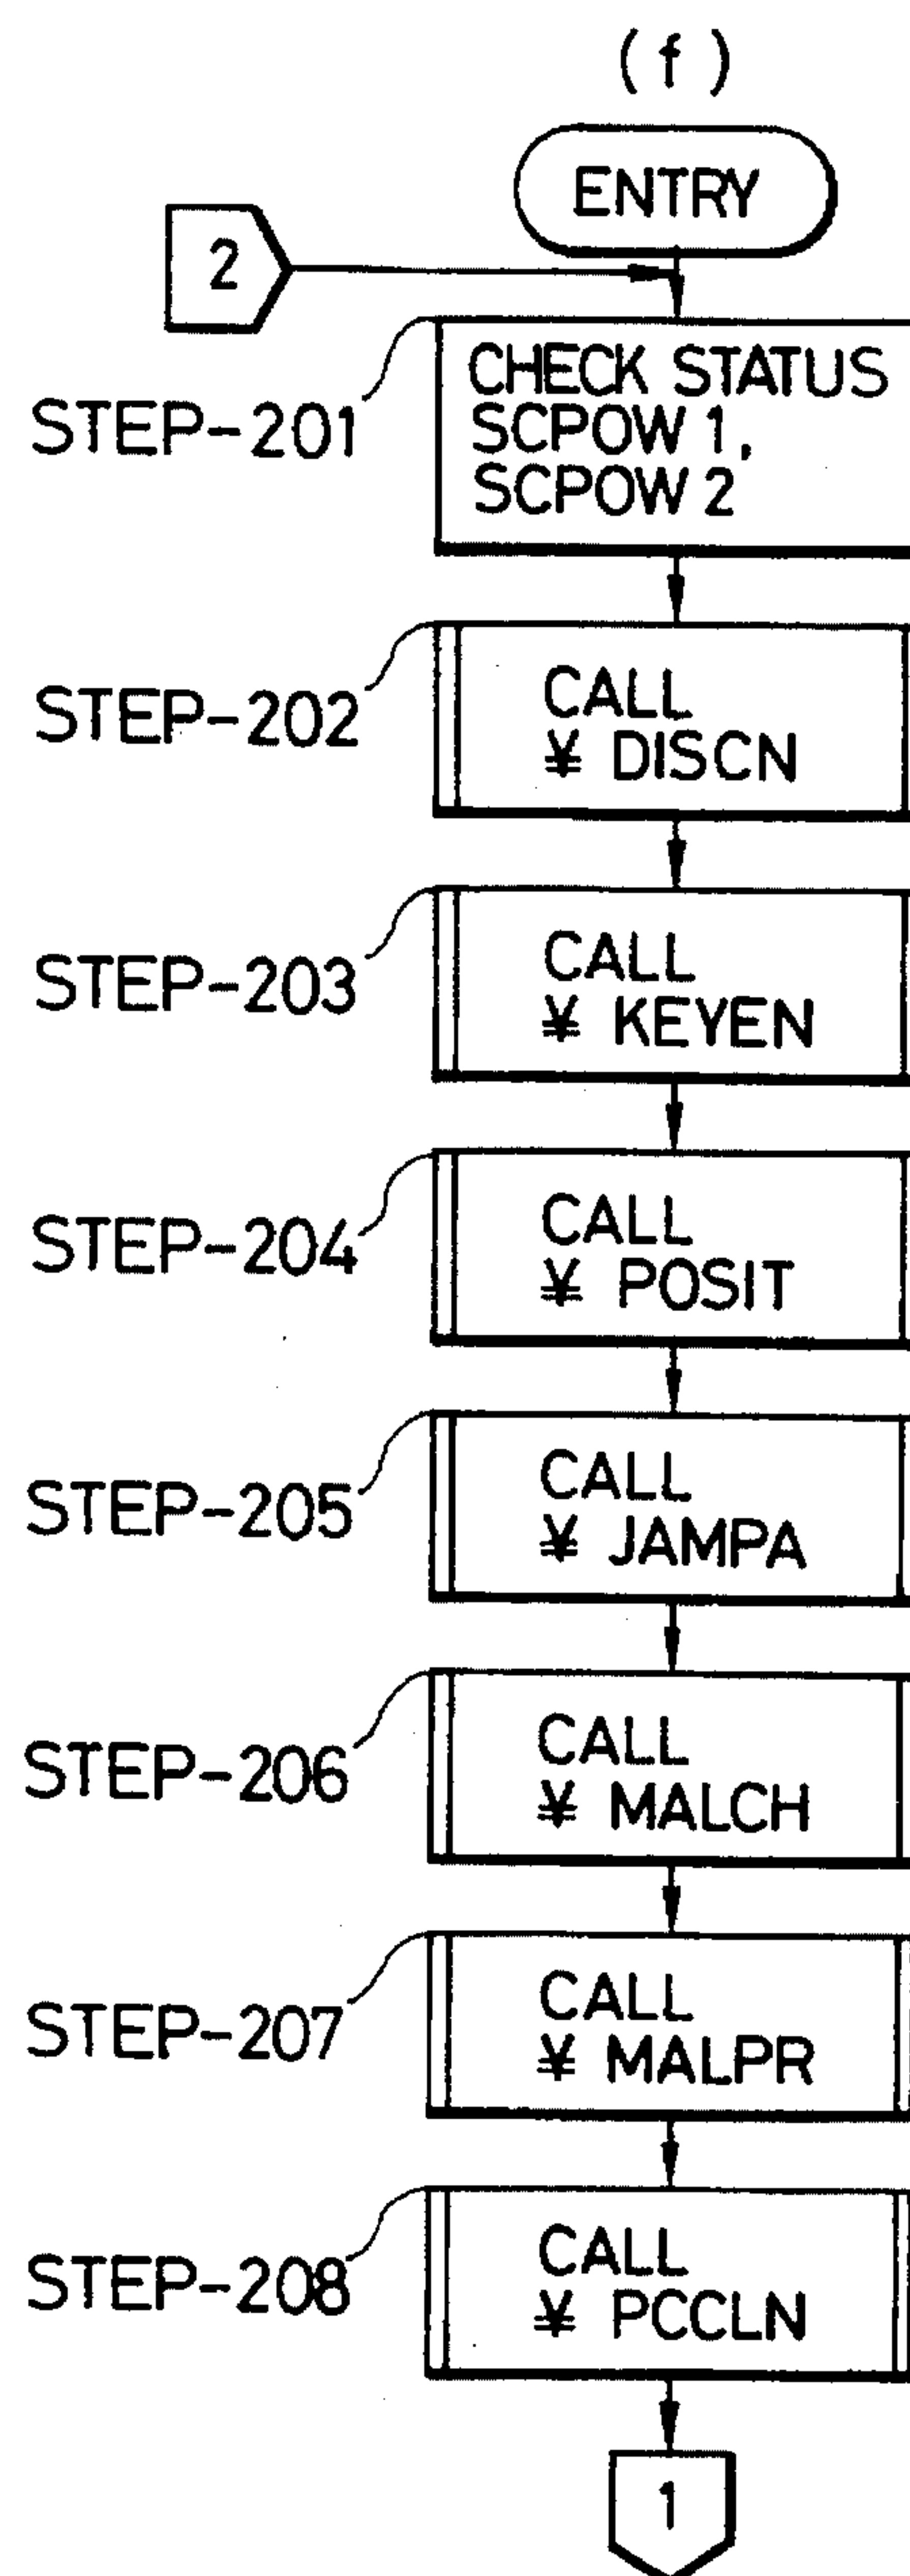 ( f )
ENTRY
2
STEP-201
CHECK STATUS
SCPOW 1,
SCPOW 2
STEP-202
CALL
¥ DISCN
STEP-203
CALL
¥ KEYEN
STEP-204
CALL
¥ POSIT
STEP-205
CALL
¥ JAMPA
STEP-206
CALL
¥ MALCH
STEP-207
CALL
¥ MALPR
STEP-208
CALL
¥ PCCLN
1